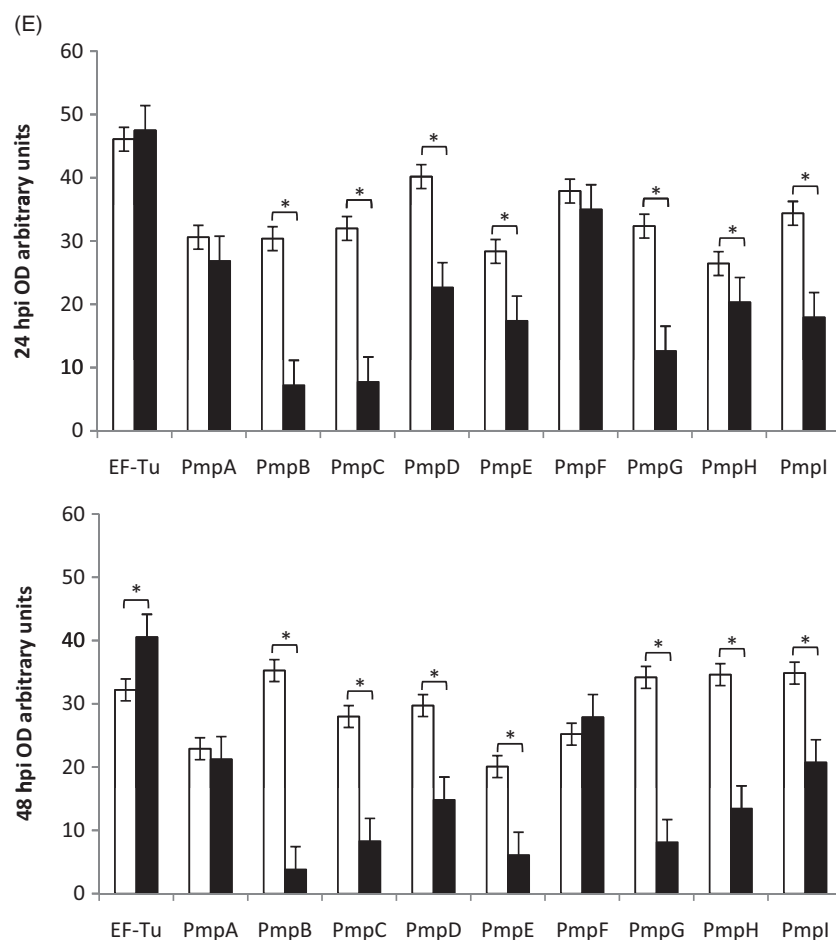 (E)
24 hpi OD arbitrary units
60
50
40
30
20
10
0
* * * * * * *
EF-Tu PmpA PmpB PmpC PmpD PmpE PmpF PmpG PmpH PmpI
48 hpi OD arbitrary units
60
50
40
30
20
10
0
* * * * * * * *
EF-Tu PmpA PmpB PmpC PmpD PmpE PmpF PmpG PmpH PmpI